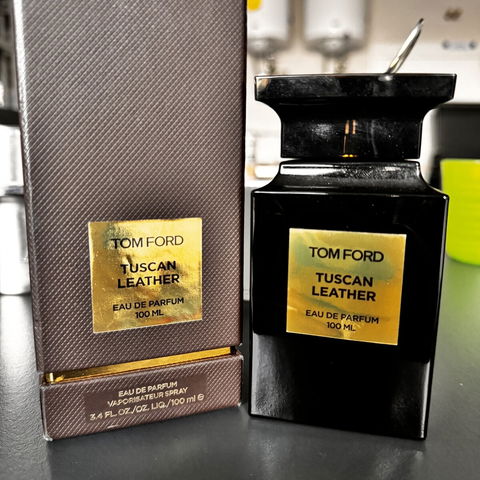 TOM FORD
TUSCAN
LEATHER
EAU DE PARFUM
100 ML
EAU DE PARFUM
VAPORISATEUR SPRAY
3.4 FL.OZ./OZ. LIQ./100 ml e
TOM FORD
TUSCAN
LEATHER
EAU DE PARFUM
100 ML